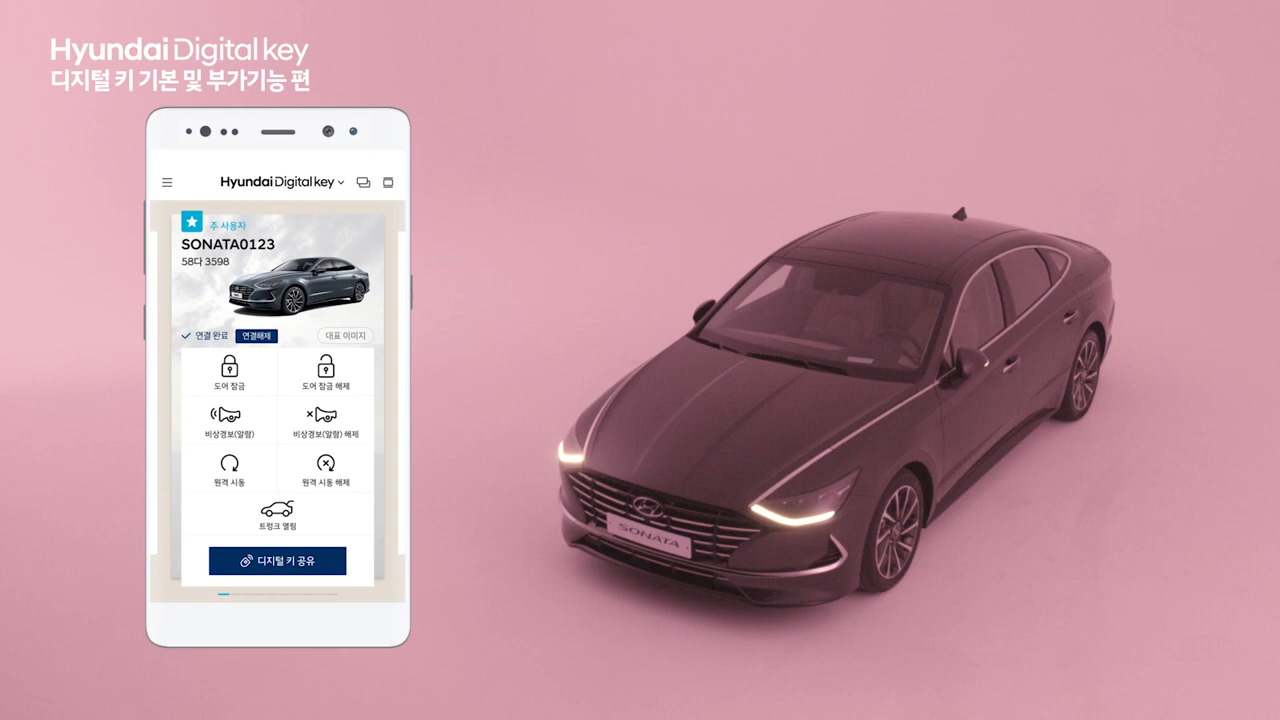 Hyundai Digital key
디지털 키 기본 및 부가기능 편
Hyundai Digital key
주 사용자
SONATA0123
58다 3598
연결 완료
연결해제
대표 이미지
도어 잠금
도어 잠금 해제
비상경보(알람)
비상경보(알람) 해제
원격 시동
원격 시동 해제
트렁크 열림
디지털 키 공유
SONATA